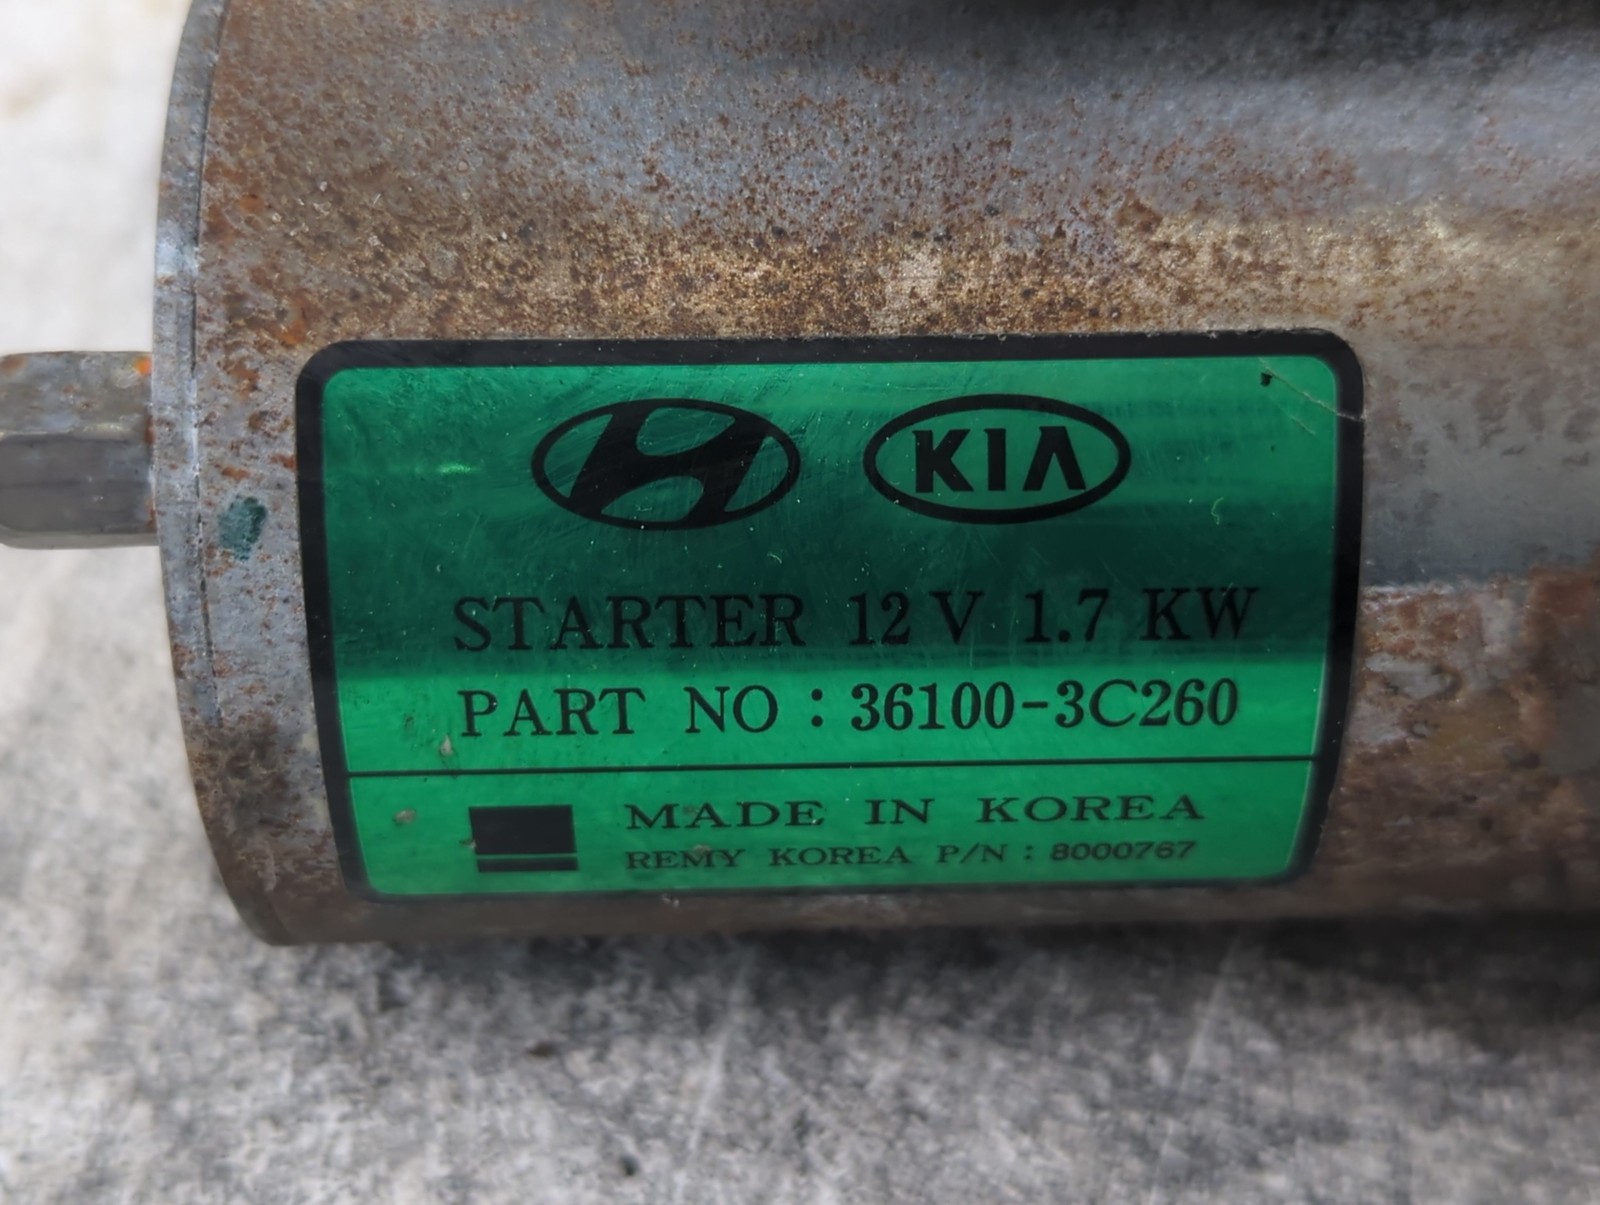 KIA
STARTER 12 V 1.7 KW
PART NO : 36100-3C260
MADE IN KOREA
REMY KOREA P/N : 8000767